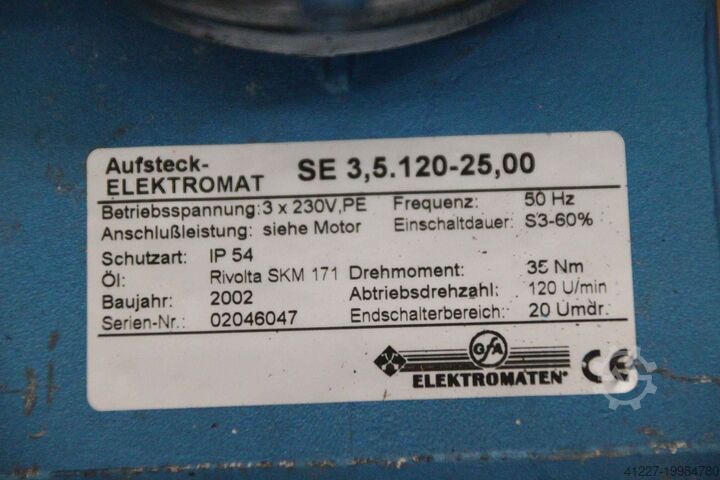 Aufsteck-
ELEKTROMAT SE 3,5.120-25,00
Betriebsspannung: 3 x 230V,PE Frequenz: 50 Hz
Anschlußleistung: siehe Motor Einschaltdauer: S3-60%
Schutzart: IP 54
Öl: Rivolta SKM 171 Drehmoment: 35 Nm
Baujahr: 2002 Abtriebsdrehzahl: 120 U/min
Serien-Nr.: 02046047 Endschalterbereich: 20 Umdr.
GfA
ELEKTROMATEN®
CE
41227-19984780